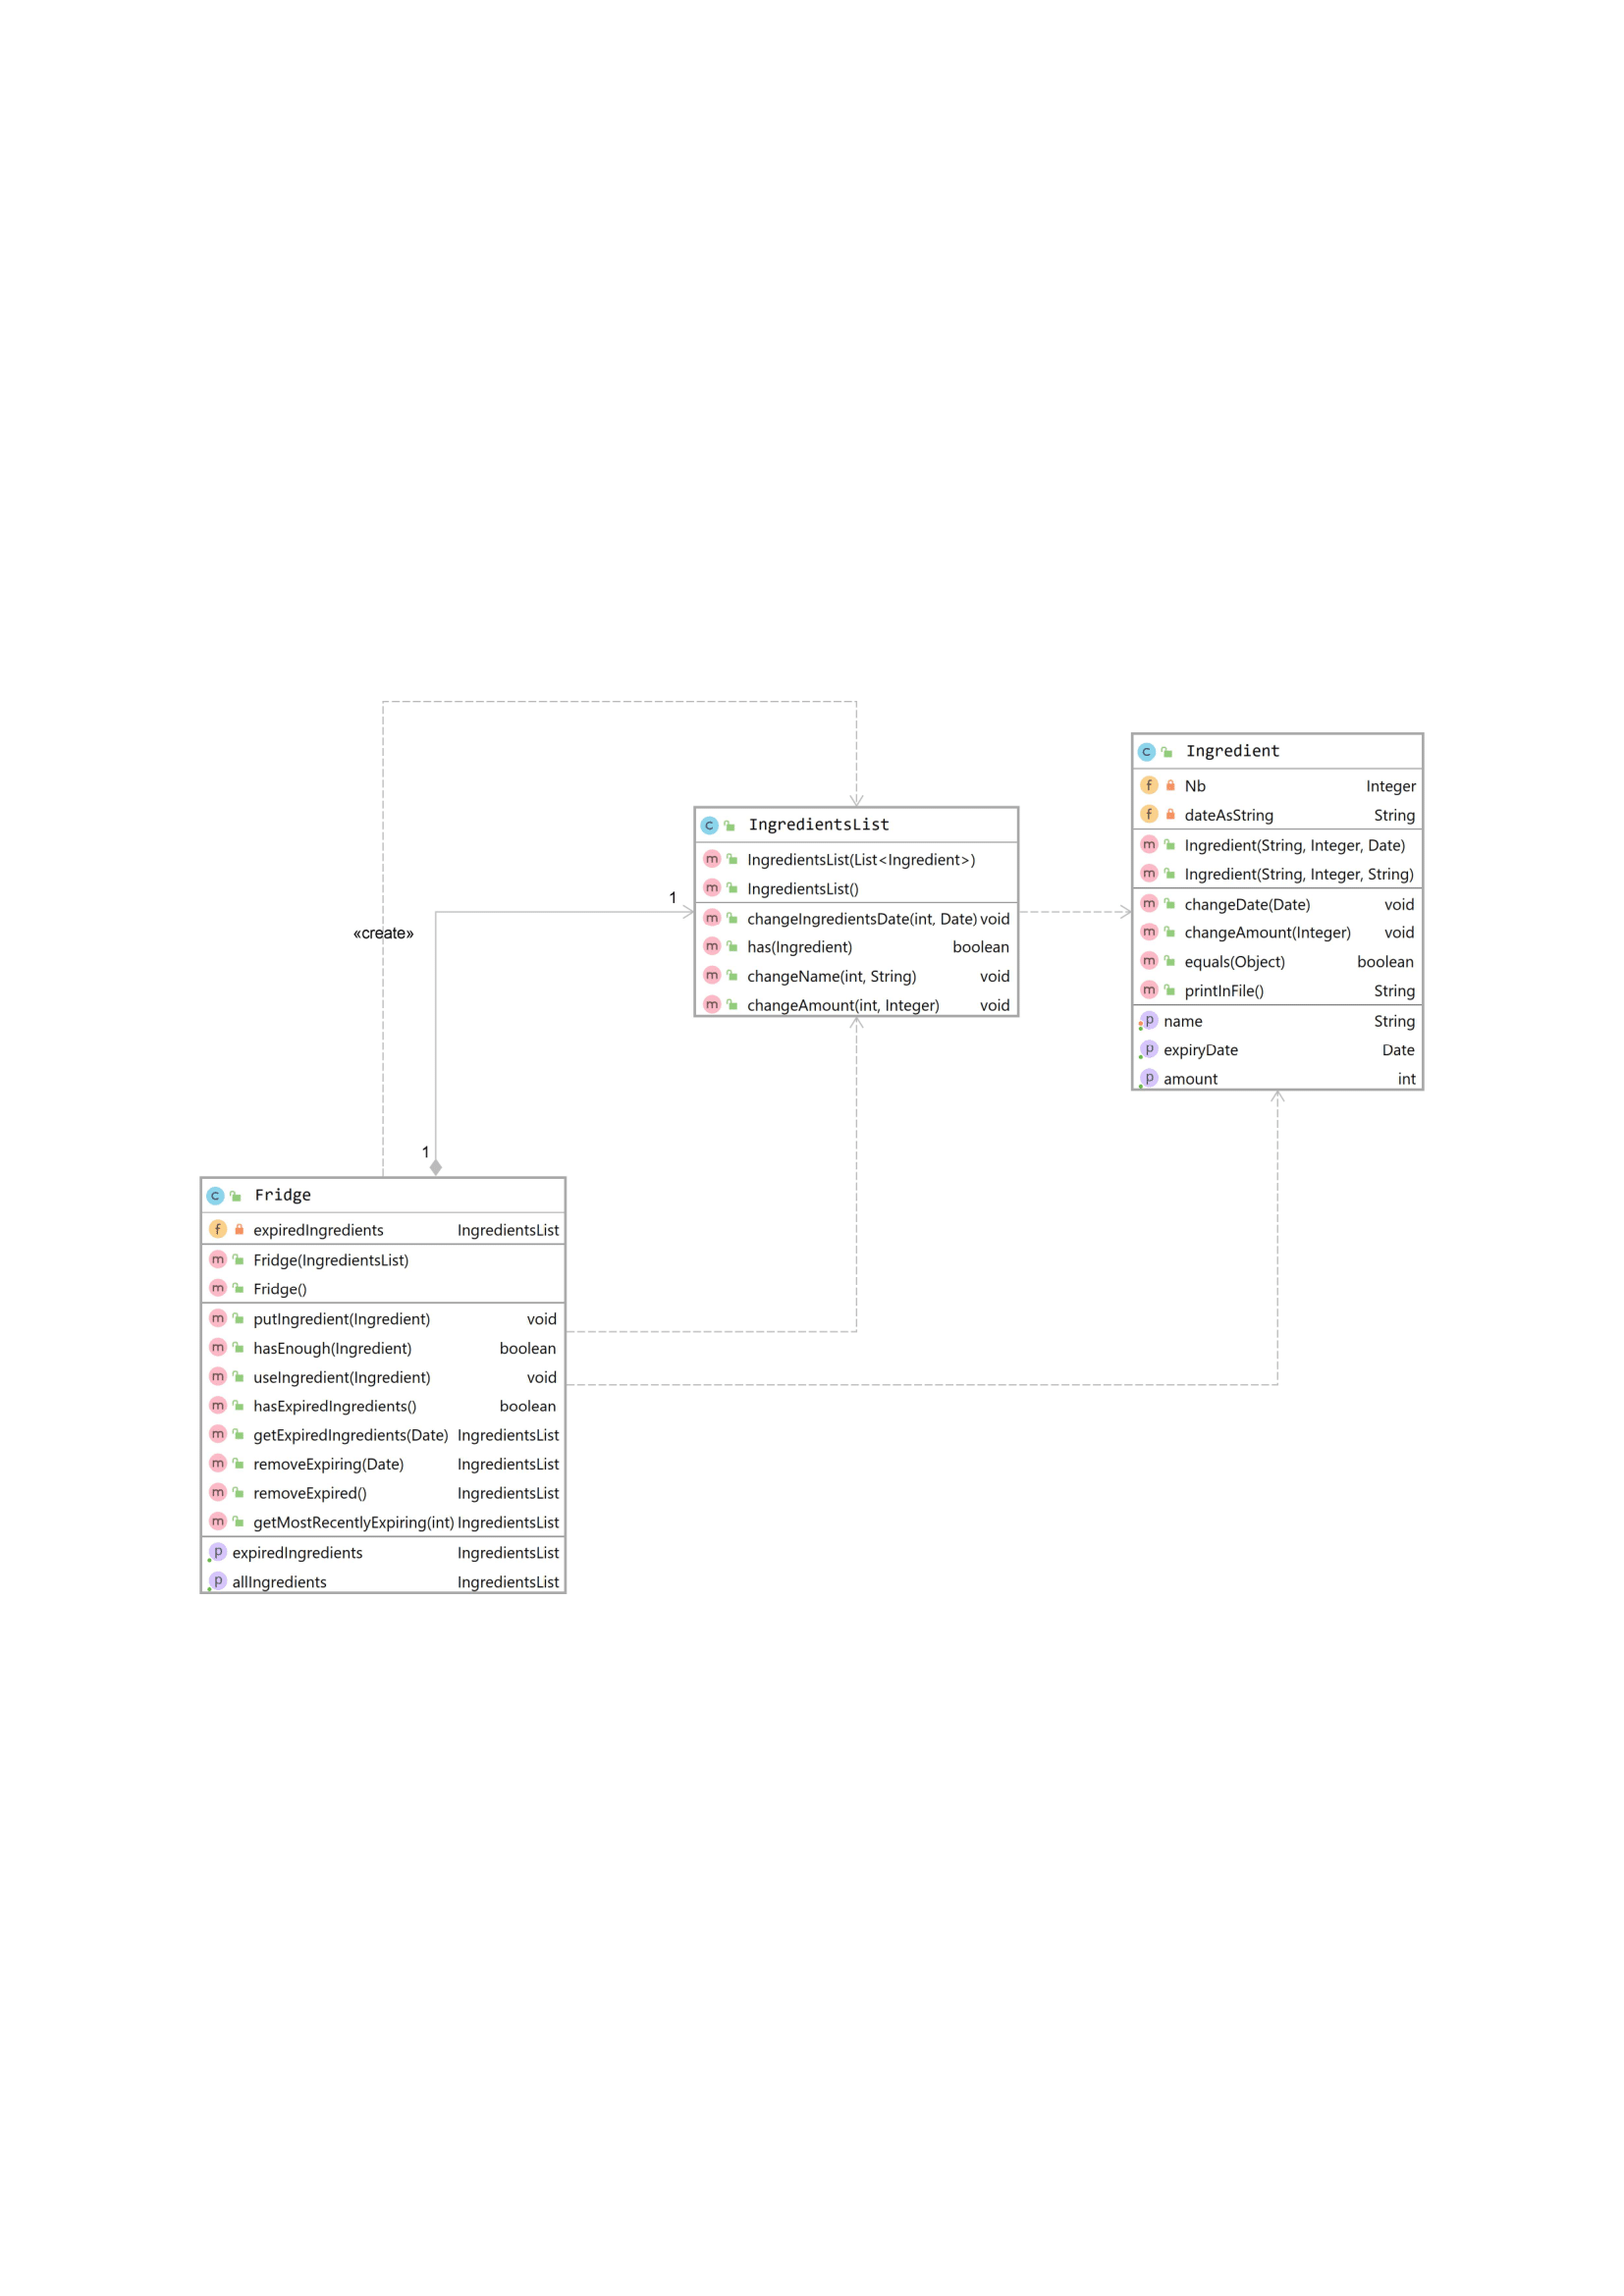 «create»
1
1
IngredientsList
IngredientsList(List<Ingredient>)
IngredientsList()
changeIngredientsDate(int, Date) void
has(Ingredient) boolean
changeName(int, String) void
changeAmount(int, Integer) void
Ingredient
Nb Integer
dateAsString String
Ingredient(String, Integer, Date)
Ingredient(String, Integer, String)
changeDate(Date) void
changeAmount(Integer) void
equals(Object) boolean
printInFile() String
name String
expiryDate Date
amount int
Fridge
expiredIngredients IngredientsList
Fridge(IngredientsList)
Fridge()
putIngredient(Ingredient) void
hasEnough(Ingredient) boolean
useIngredient(Ingredient) void
hasExpiredIngredients() boolean
getExpiredIngredients(Date) IngredientsList
removeExpiring(Date) IngredientsList
removeExpired() IngredientsList
getMostRecentlyExpiring(int) IngredientsList
expiredIngredients IngredientsList
allIngredients IngredientsList